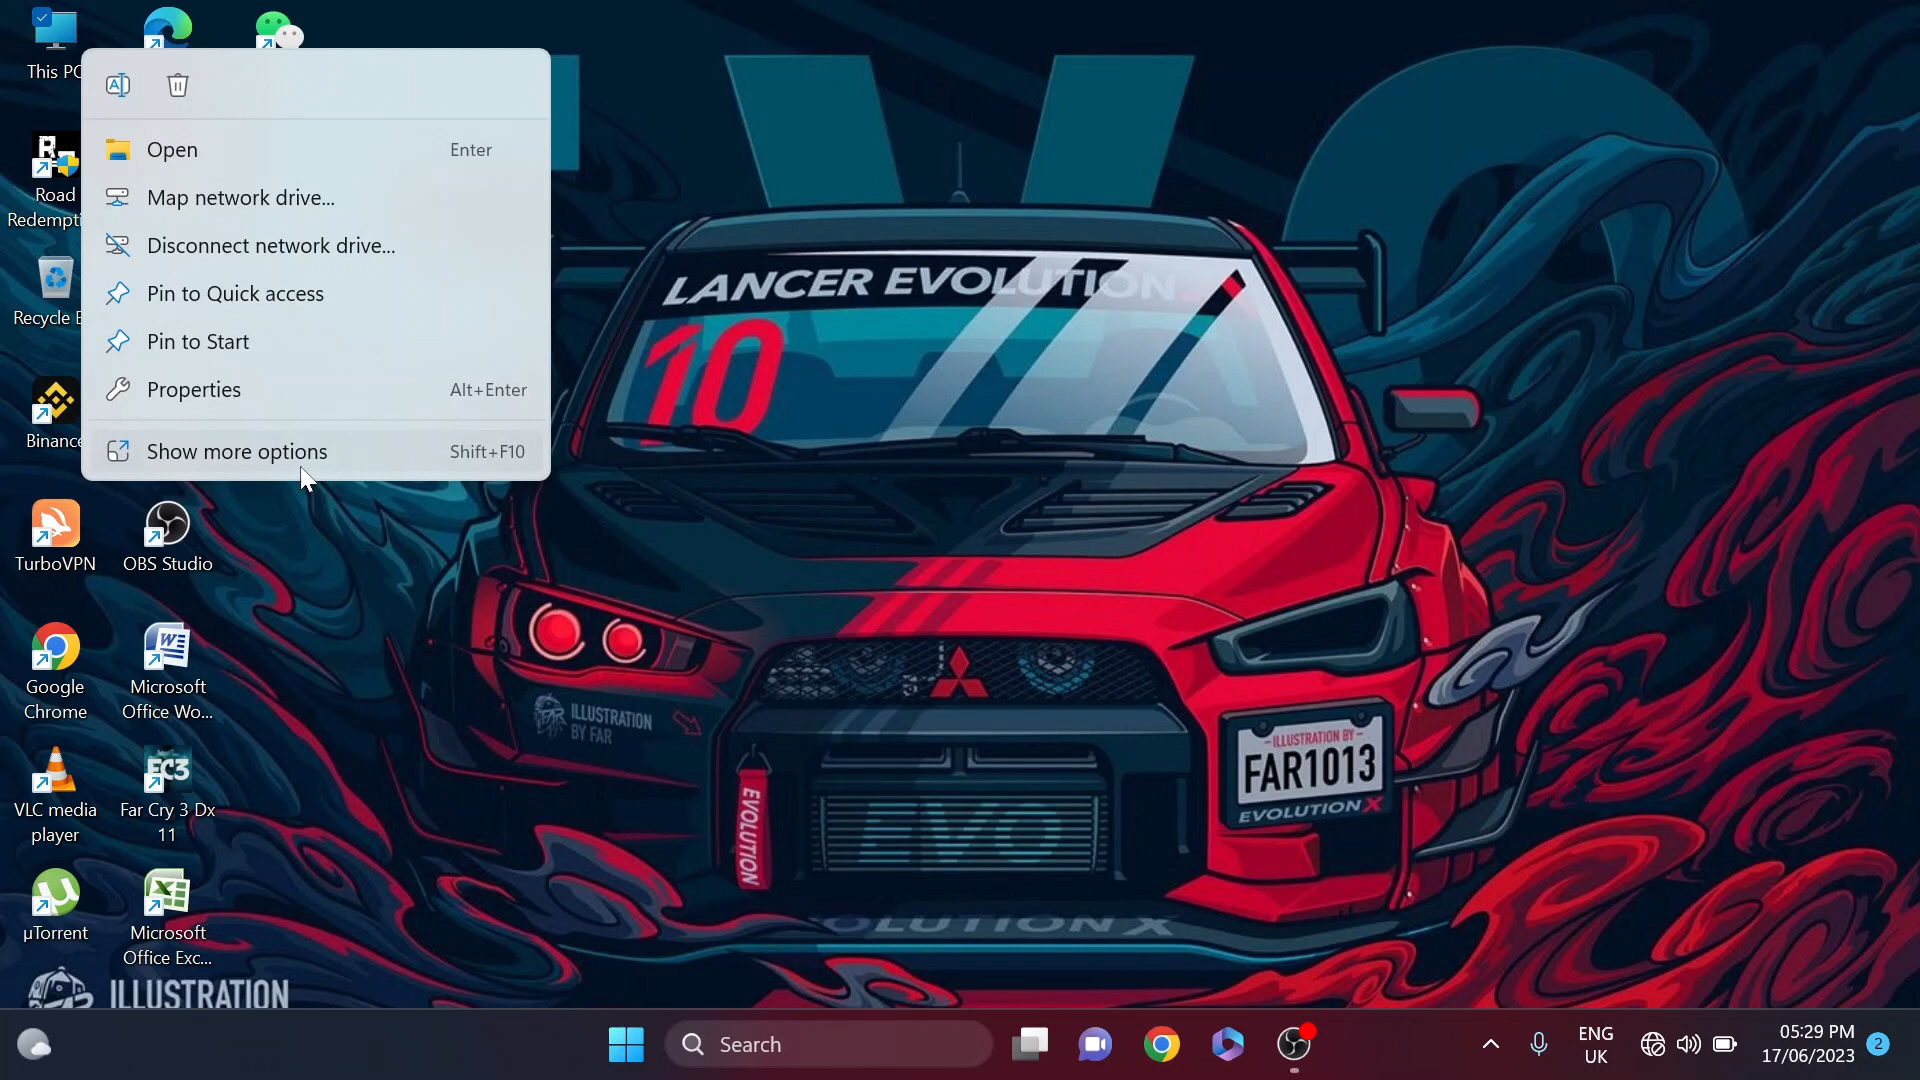 This PC
Road
Redempti
Recycle B
Binance
TurboVPN
OBS Studio
Google
Chrome
Microsoft
Office Wo...
VLC media
player
Far Cry 3 Dx
11
µTorrent
Microsoft
Office Exc...
Open Enter
Map network drive...
Disconnect network drive...
Pin to Quick access
Pin to Start
Properties Alt+Enter
Show more options Shift+F10
LANCER EVOLUTION
10
ILLUSTRATION
BY FAR
EVOLUTION
EVO
-ILLUSTRATION BY-
FAR1013
EVOLUTION X
OLUTION X
ILLUSTRATION
Search
ENG
UK
05:29 PM
17/06/2023
2